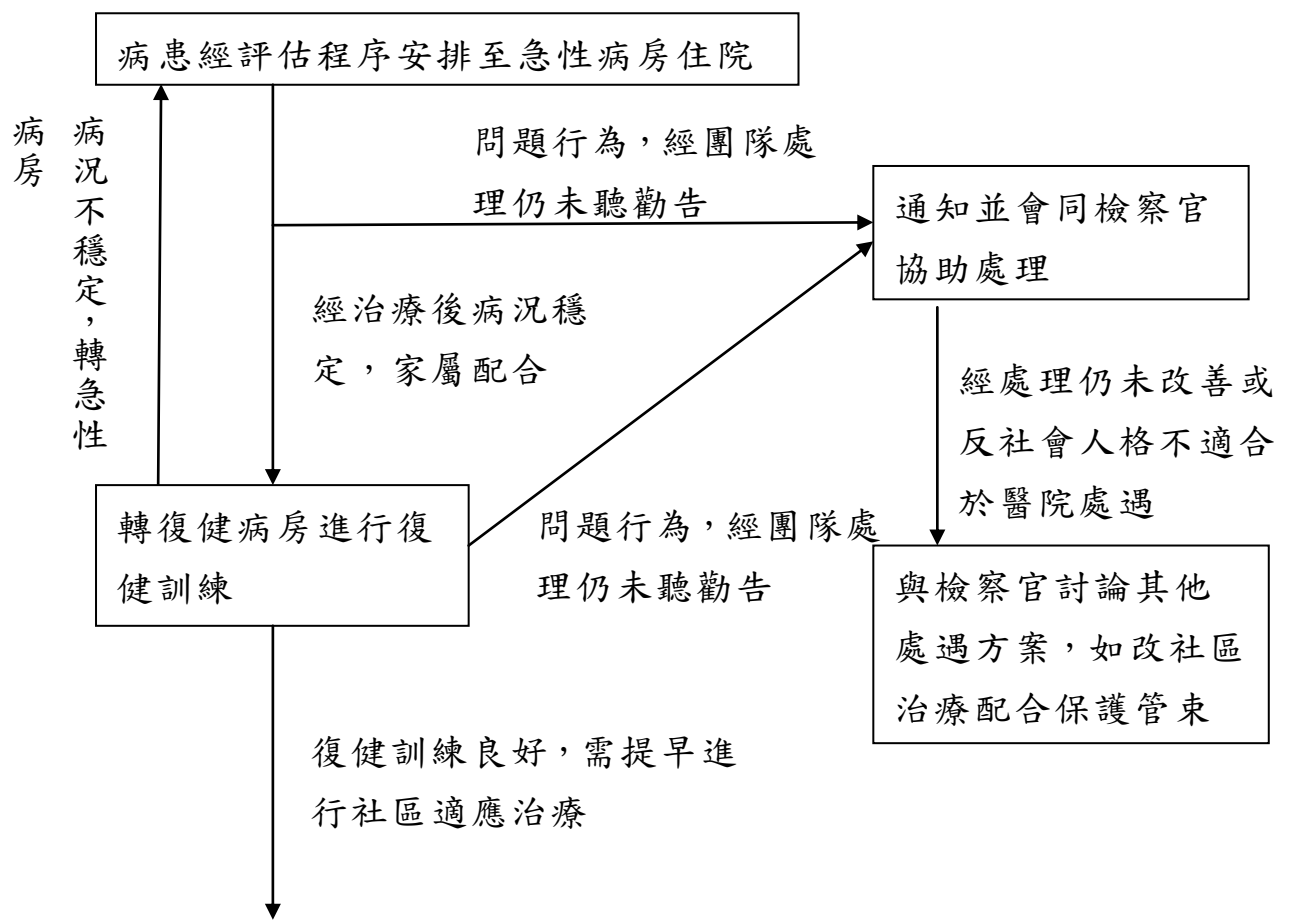 病患經評估程序安排至急性病房住院
病況不穩定，轉急性
病房
問題行為，經團隊處
理仍未聽勸告
通知並會同檢察官
協助處理
經治療後病況穩
定，家屬配合
經處理仍未改善或
反社會人格不適合
於醫院處遇
轉復健病房進行復
健訓練
問題行為，經團隊處
理仍未聽勸告
與檢察官討論其他
處遇方案，如改社區
治療配合保護管束
復健訓練良好，需提早進
行社區適應治療